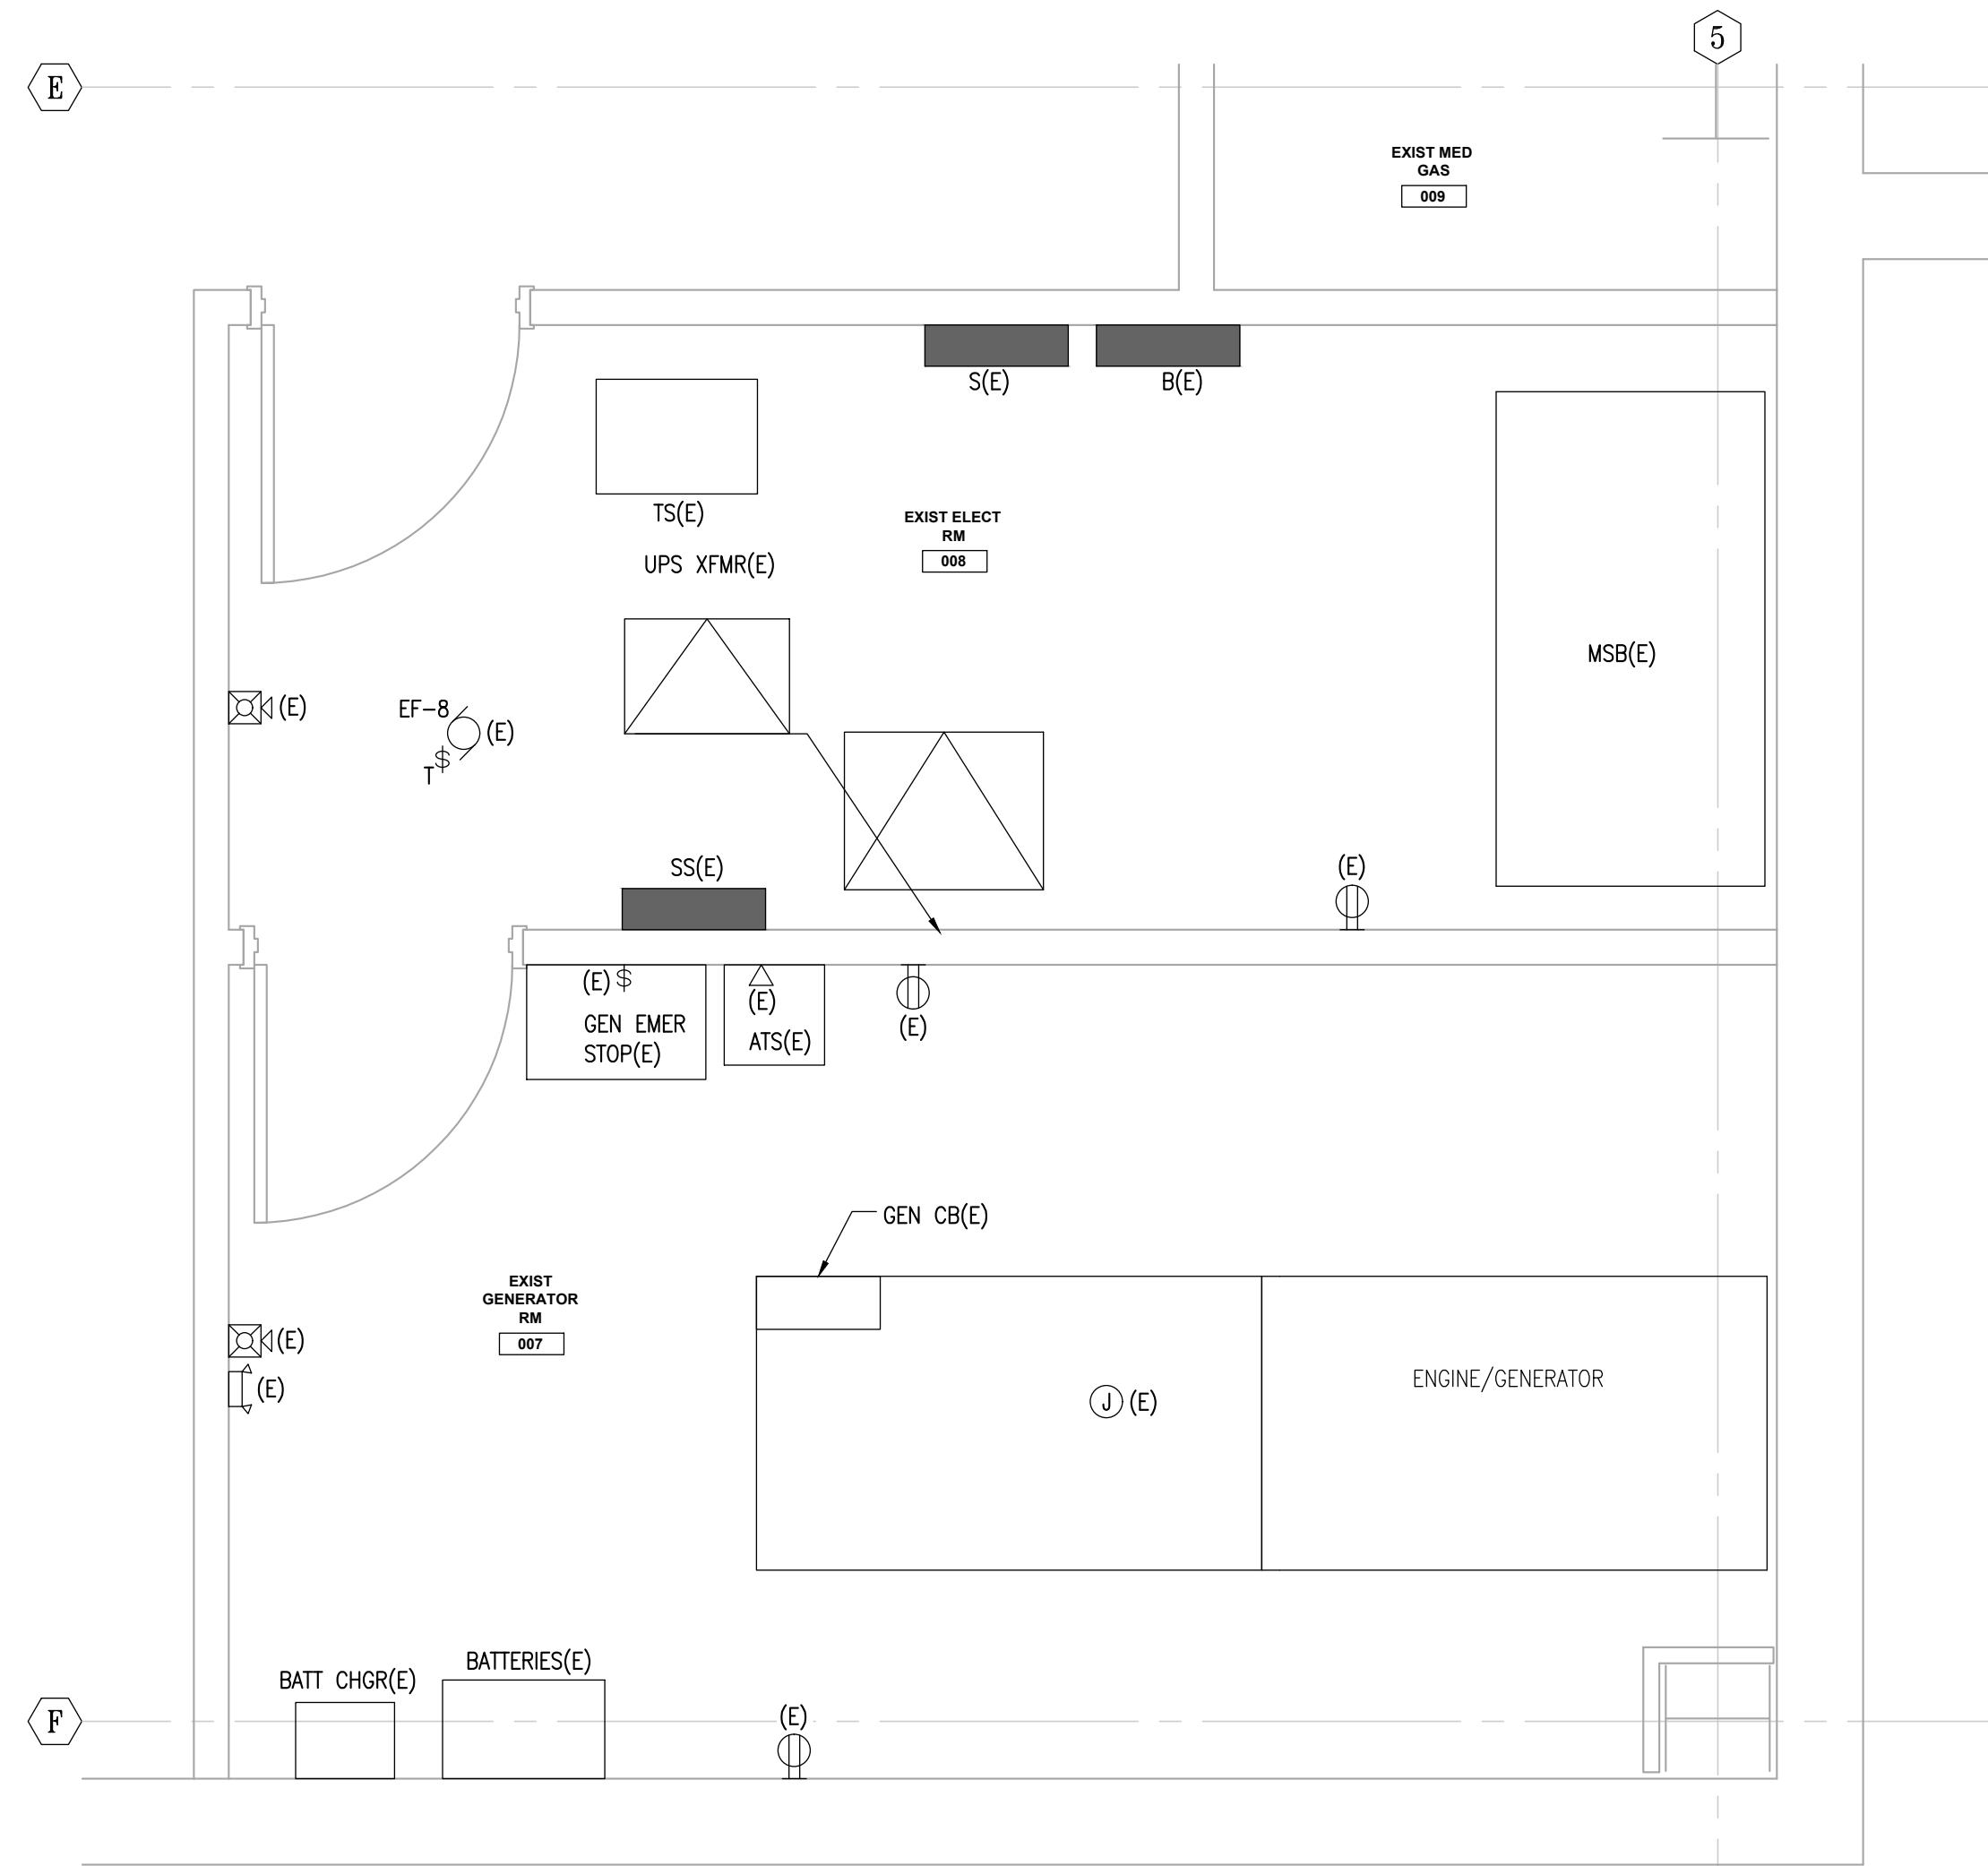 5
E
EXIST MED
GAS
009
S(E)
B(E)
TS(E)
EXIST ELECT
RM
008
UPS XFMR(E)
MSB(E)
(E)
EF-8
(E)
T$
SS(E)
(E)
(E) $
GEN EMER
STOP(E)
(E)
ATS(E)
(E)
GEN CB(E)
EXIST
GENERATOR
RM
007
(E)
(E)
J (E)
ENGINE/GENERATOR
BATT CHGR(E)
BATTERIES(E)
F
(E)